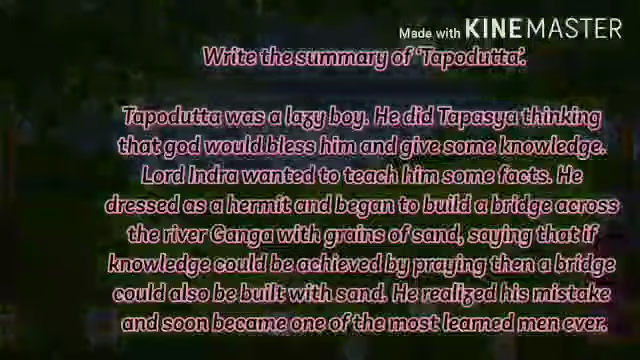 Made with KINEMASTER
Write the summary of 'Tapodutta'.
Tapodutta was a lazy boy. He did Tapasya thinking
that god would bless him and give some knowledge.
Lord Indra wanted to teach him some facts. He
dressed as a hermit and began to build a bridge across
the river Ganga with grains of sand, saying that if
knowledge could be achieved by praying then a bridge
could also be built with sand. He realized his mistake
and soon became one of the most learned men ever.